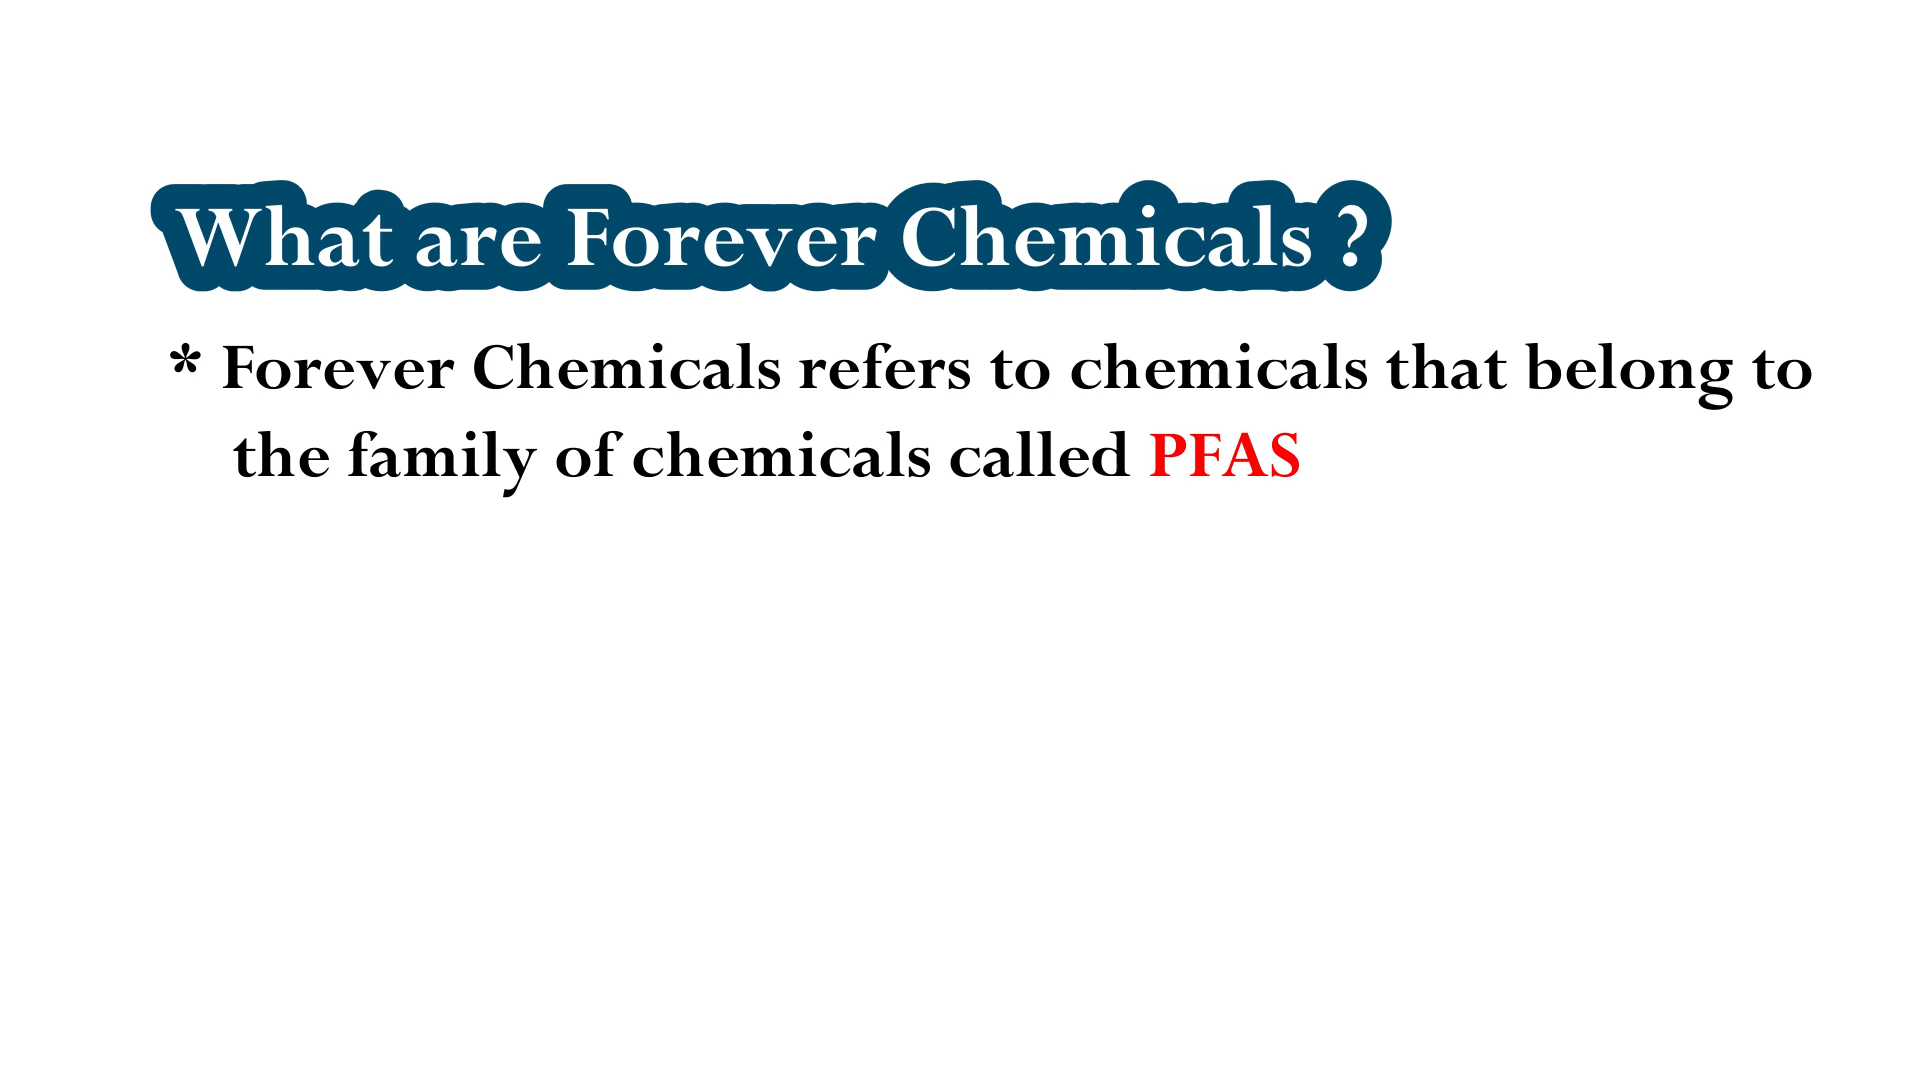 What are Forever Chemicals ?
* Forever Chemicals refers to chemicals that belong to
the family of chemicals called PFAS